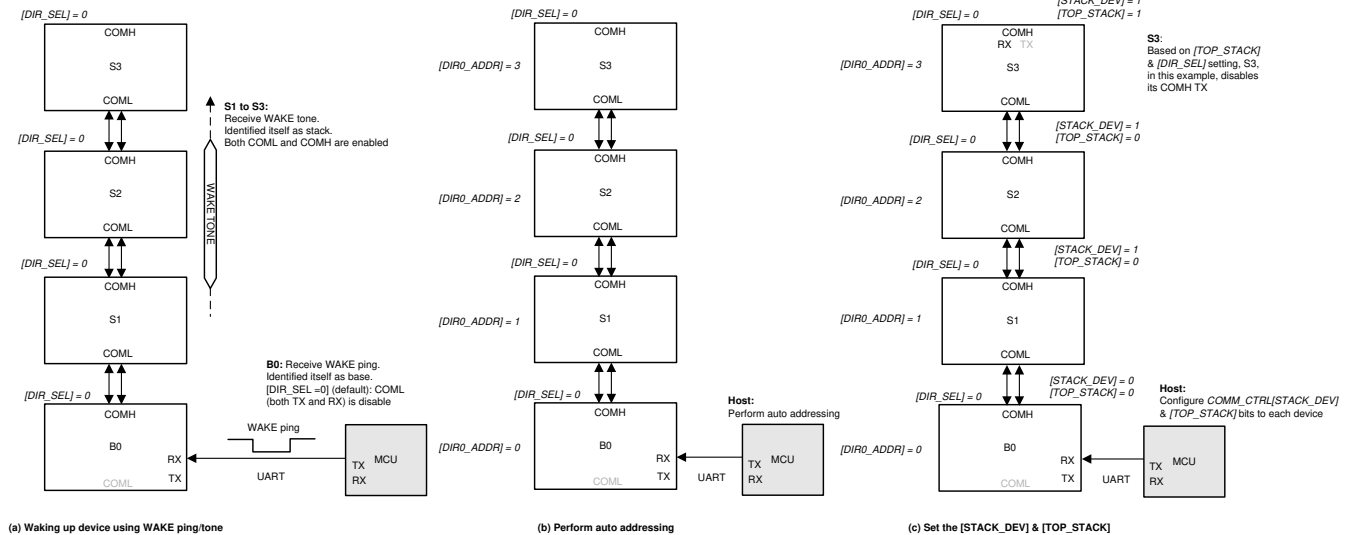 [DIR_SEL] = 0
COMH
S3
COML
[DIR_SEL] = 0
COMH
S2
COML
[DIR_SEL] = 0
COMH
S1
COML
[DIR_SEL] = 0
COMH
B0
RX
TX
COML
S1 to S3:
Receive WAKE tone.
Identified itself as stack.
Both COML and COMH are enabled
WAKE TONE
B0: Receive WAKE ping.
Identified itself as base.
[DIR_SEL =0] (default): COML
(both TX and RX) is disable
WAKE ping
UART
TX
RX
MCU
(a) Waking up device using WAKE ping/tone
[DIR_SEL] = 0
COMH
[DIR0_ADDR] = 3
S3
COML
[DIR_SEL] = 0
COMH
[DIR0_ADDR] = 2
S2
COML
[DIR_SEL] = 0
COMH
[DIR0_ADDR] = 1
S1
COML
[DIR_SEL] = 0
COMH
[DIR0_ADDR] = 0
B0
RX
TX
COML
Host:
Perform auto addressing
UART
TX
RX
MCU
(b) Perform auto addressing
[DIR_SEL] = 0
[STACK_DEV] = 1
[TOP_STACK] = 1
COMH
RX TX
[DIR0_ADDR] = 3
S3
COML
S3:
Based on [TOP_STACK]
& [DIR_SEL] setting, S3,
in this example, disables
its COMH TX
[DIR_SEL] = 0
[STACK_DEV] = 1
[TOP_STACK] = 0
COMH
[DIR0_ADDR] = 2
S2
COML
[DIR_SEL] = 0
[STACK_DEV] = 1
[TOP_STACK] = 0
COMH
[DIR0_ADDR] = 1
S1
COML
[DIR_SEL] = 0
[STACK_DEV] = 0
[TOP_STACK] = 0
COMH
[DIR0_ADDR] = 0
B0
RX
TX
COML
Host:
Configure COMM_CTRL[STACK_DEV]
& [TOP_STACK] bits to each device
UART
TX
RX
MCU
(c) Set the [STACK_DEV] & [TOP_STACK]